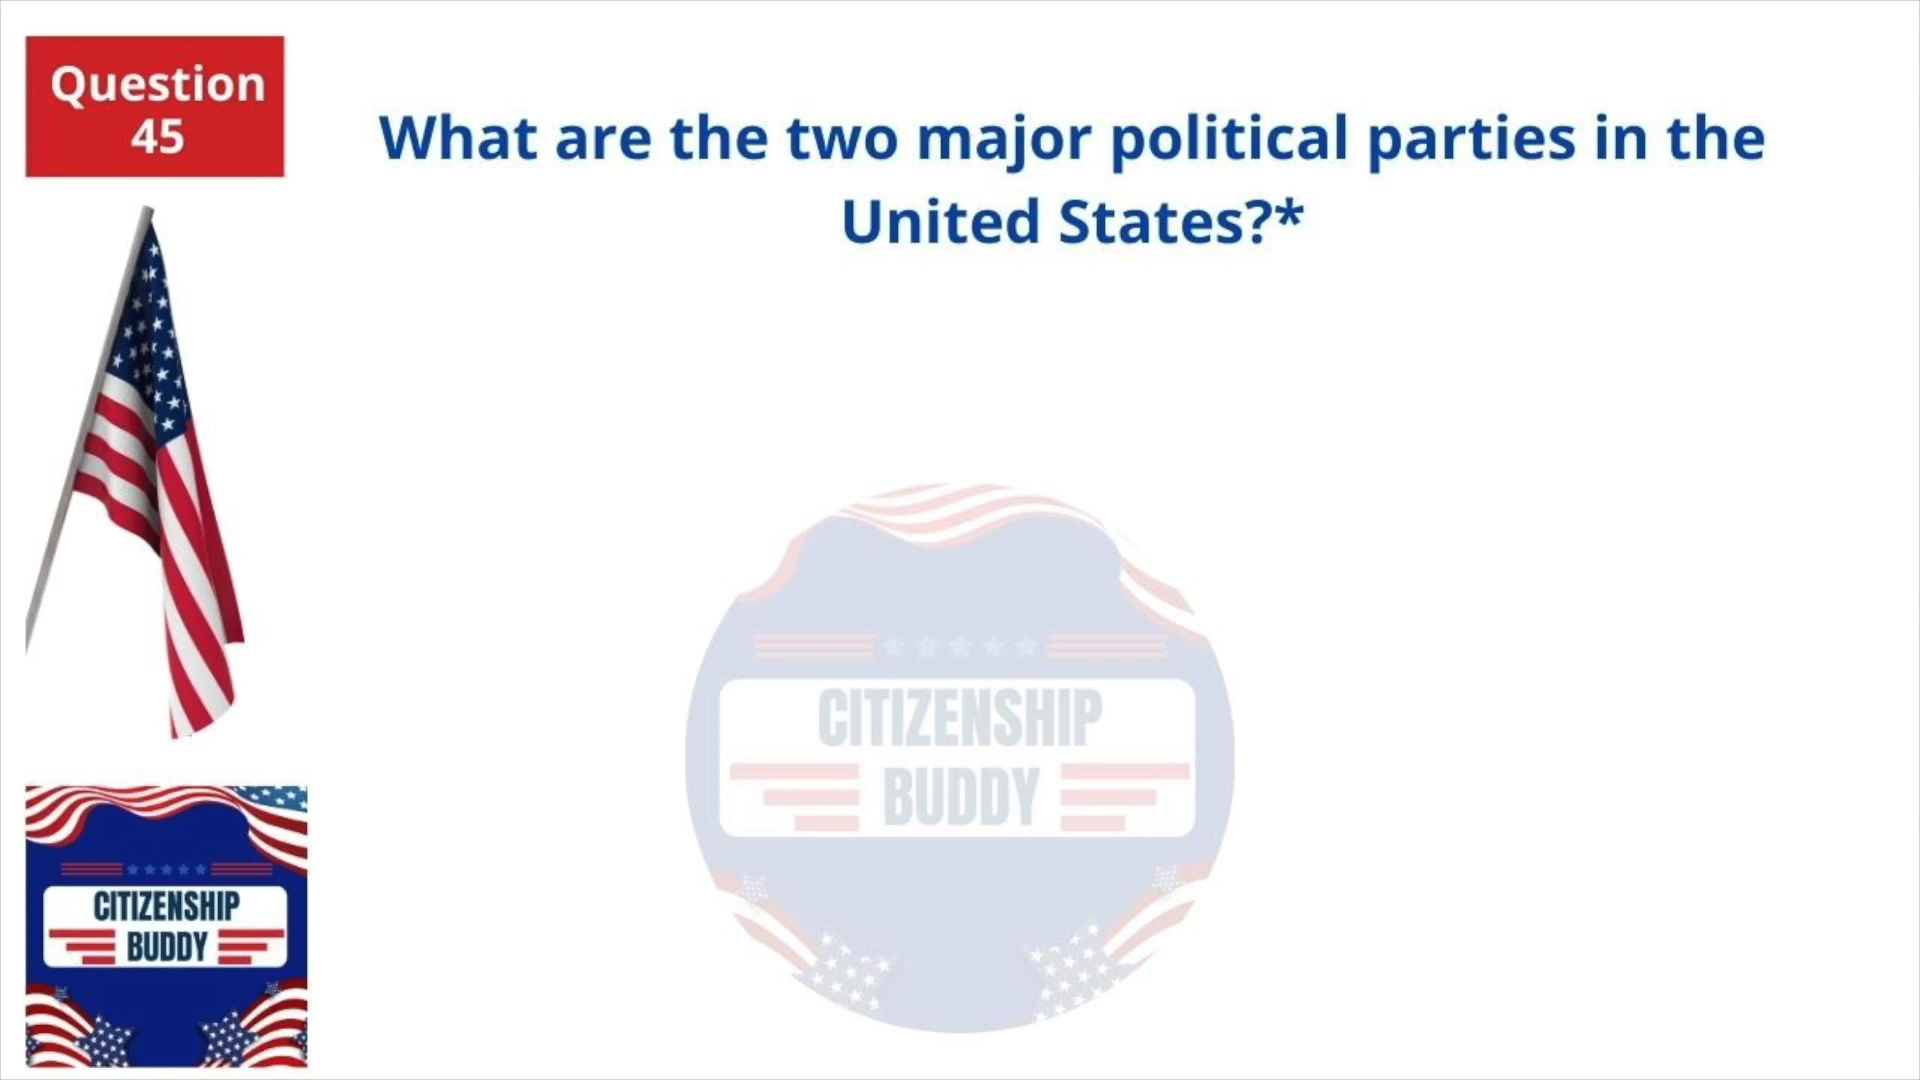 Question
45
What are the two major political parties in the
United States?*
CITIZENSHIP
BUDDY
CITIZENSHIP
BUDDY